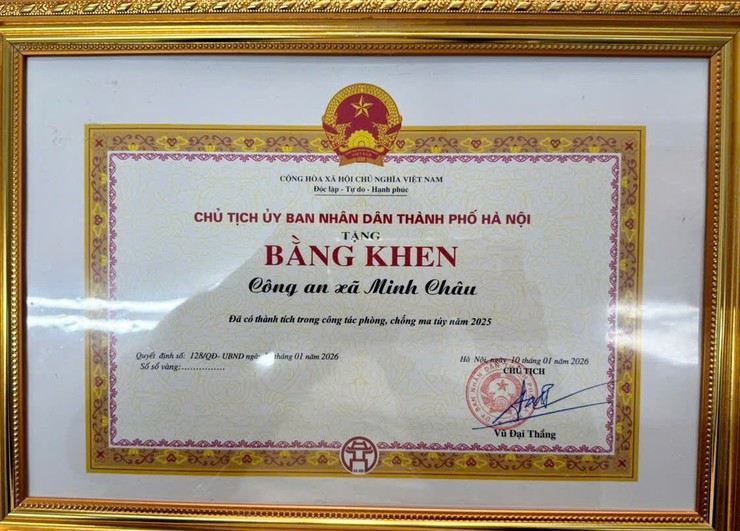 CỘNG HÒA XÃ HỘI CHỦ NGHĨA VIỆT NAM
Độc lập - Tự do - Hạnh phúc
CHỦ TỊCH ỦY BAN NHÂN DÂN THÀNH PHỐ HÀ NỘI
TẶNG
BẰNG KHEN
Công an xã Minh Châu
Đã có thành tích trong công tác phòng, chống ma túy năm 2025
Quyết định số: 128/QĐ- UBND ngày 01 năm 2026
Số sổ vàng:...............
Hà Nội, ngày 10 tháng 01 năm 2026
CHỦ TỊCH
Vũ Đại Thắng